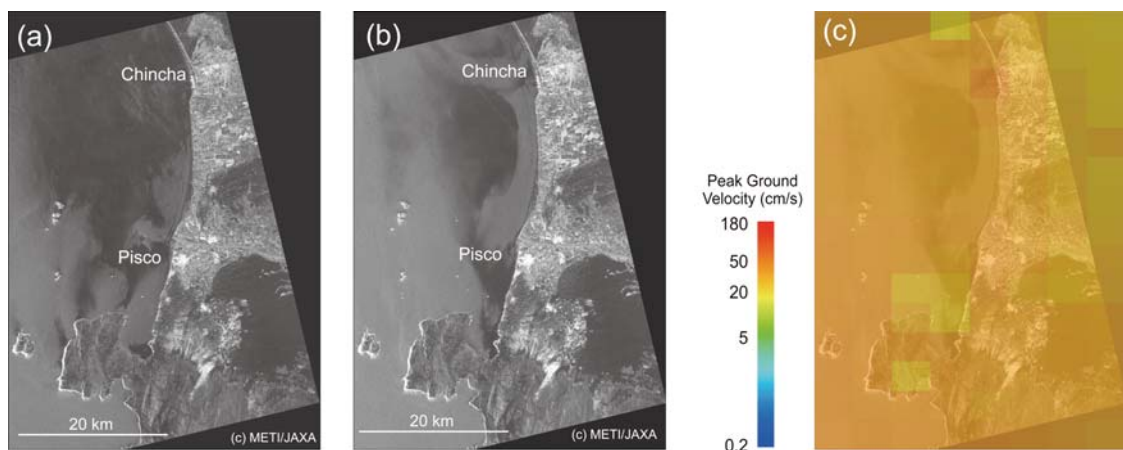 (a)
Chincha
Pisco
20 km
(c) METI/JAXA
(b)
Chincha
Pisco
20 km
(c) METI/JAXA
Peak Ground
Velocity (cm/s)
180
50
20
5
0.2
(c)